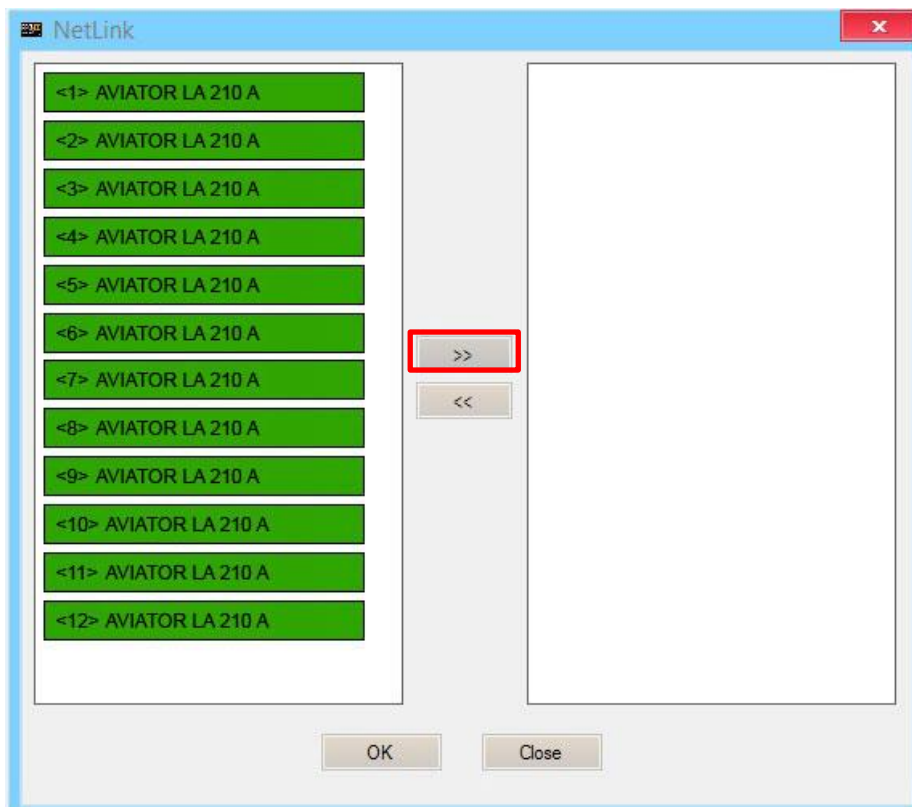 NetLink
x
<1> AVIATOR LA 210 A
<2> AVIATOR LA 210 A
<3> AVIATOR LA 210 A
<4> AVIATOR LA 210 A
<5> AVIATOR LA 210 A
<6> AVIATOR LA 210 A
<7> AVIATOR LA 210 A
<8> AVIATOR LA 210 A
<9> AVIATOR LA 210 A
<10> AVIATOR LA 210 A
<11> AVIATOR LA 210 A
<12> AVIATOR LA 210 A
>>
<<
OK
Close